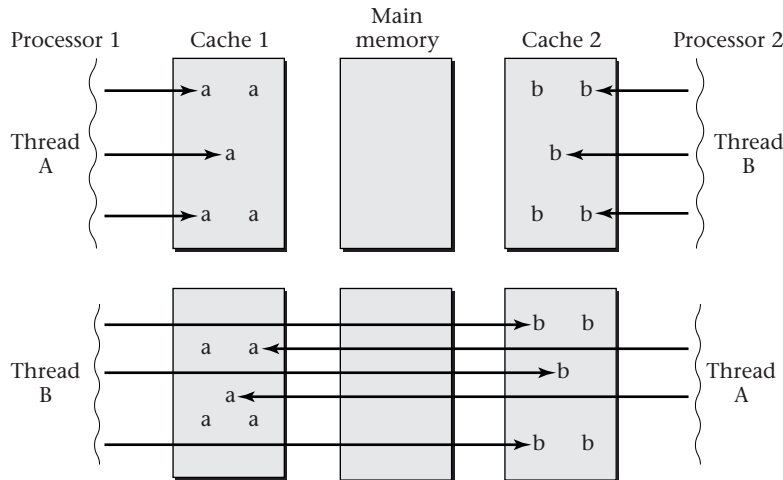 Processor 1 Cache 1 Main memory Cache 2 Processor 2
a a b b
Thread A a b Thread B
a a b b
b b
a a
Thread B b Thread A
a
a a
b b